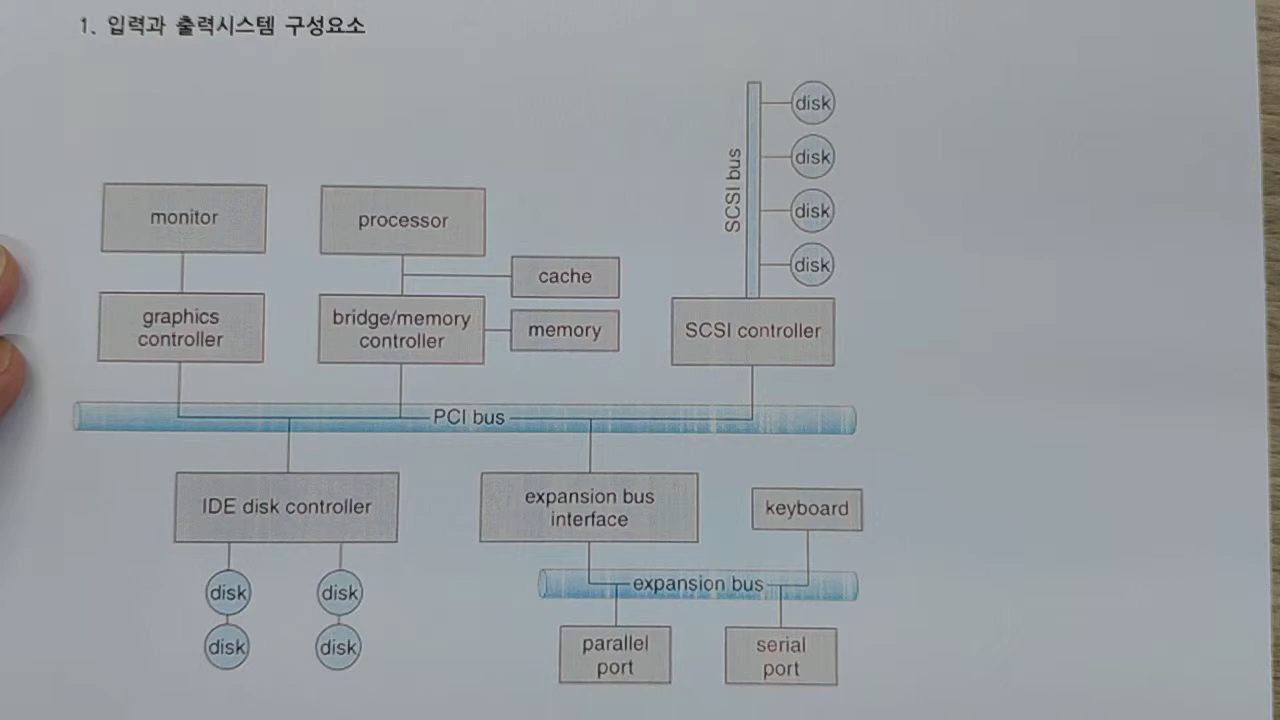 1. 입력과 출력시스템 구성요소
disk
disk
disk
disk
SCSI bus
monitor
processor
cache
graphics
controller
bridge/memory
controller
memory
SCSI controller
PCI bus
IDE disk controller
expansion bus
interface
keyboard
disk
disk
expansion bus
disk
disk
parallel
port
serial
port